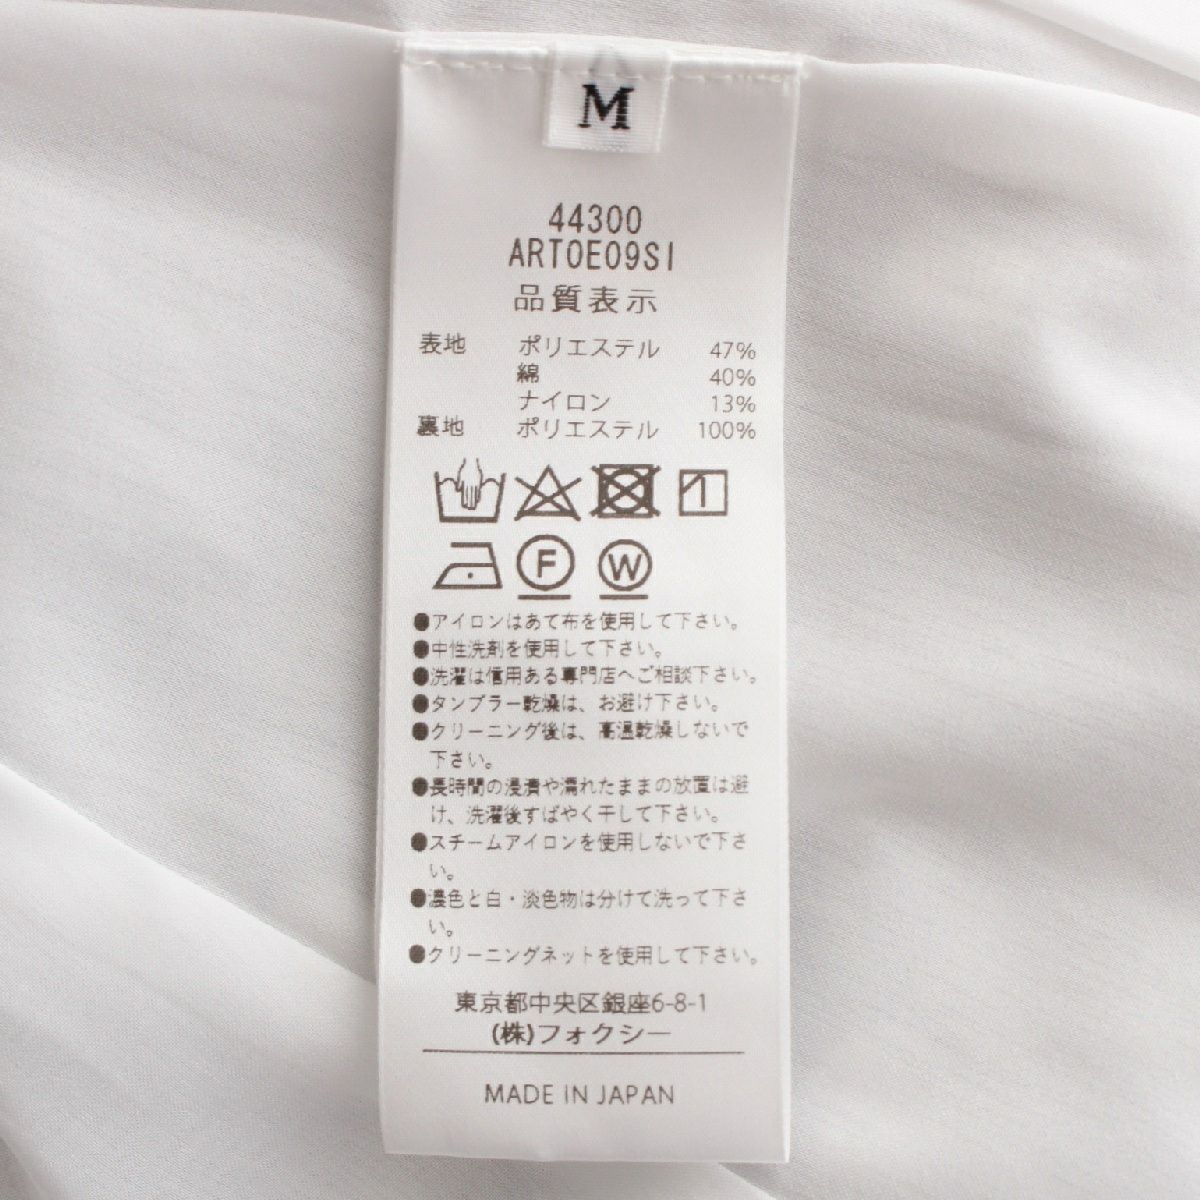 M
44300
ART0E09SI
品質表示
表地 ポリエステル 47%
綿 40%
ナイロン 13%
裏地 ポリエステル 100%
F W
●アイロンはあて布を使用して下さい。
●中性洗剤を使用して下さい。
●洗濯は信用ある専門店へご相談下さい。
●タンブラー乾燥は、お避け下さい。
●クリーニング後は、高温乾燥しないで
下さい。
●長時間の浸漬や濡れたままの放置は避
け、洗濯後すばやく干して下さい。
●スチームアイロンを使用しないで下さ
い。
●濃色と白・淡色物は分けて洗って下さ
い。
●クリーニングネットを使用して下さい。
東京都中央区銀座6-8-1
(株)フォクシー
MADE IN JAPAN